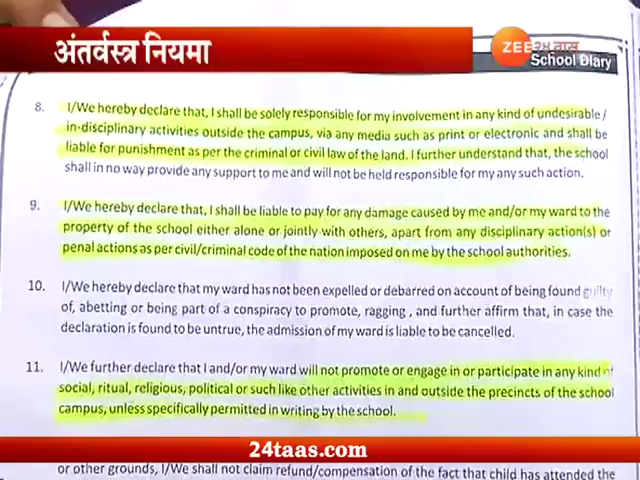 अंतर्वस्त्र नियमा
ZEE २४ तास
School Diary
8. I/We hereby declare that, I shall be solely responsible for my involvement in any kind of undesirable/
in-disciplinary activities outside the campus, via any media such as print or electronic and shall be
liable for punishment as per the criminal or civil law of the land. I further understand that, the school
shall in no way provide any support to me and will not be held responsible for my any such action.
9. I/We hereby declare that, I shall be liable to pay for any damage caused by me and/or my ward to the
property of the school either alone or jointly with others, apart from any disciplinary action(s) or
penal actions as per civil/criminal code of the nation imposed on me by the school authorities.
10. I/We hereby declare that my ward has not been expelled or debarred on account of being found guilty
of, abetting or being part of a conspiracy to promote, ragging, and further affirm that, in case the
declaration is found to be untrue, the admission of my ward is liable to be cancelled.
11. I/We further declare that I and/or my ward will not promote or engage in or participate in any kind of
social, ritual, religious, political or such like other activities in and outside the precincts of the school
campus, unless specifically permitted in writing by the school.
24taas.com
or other grounds, I/We shall not claim refund/compensation of the fact that child has attended the